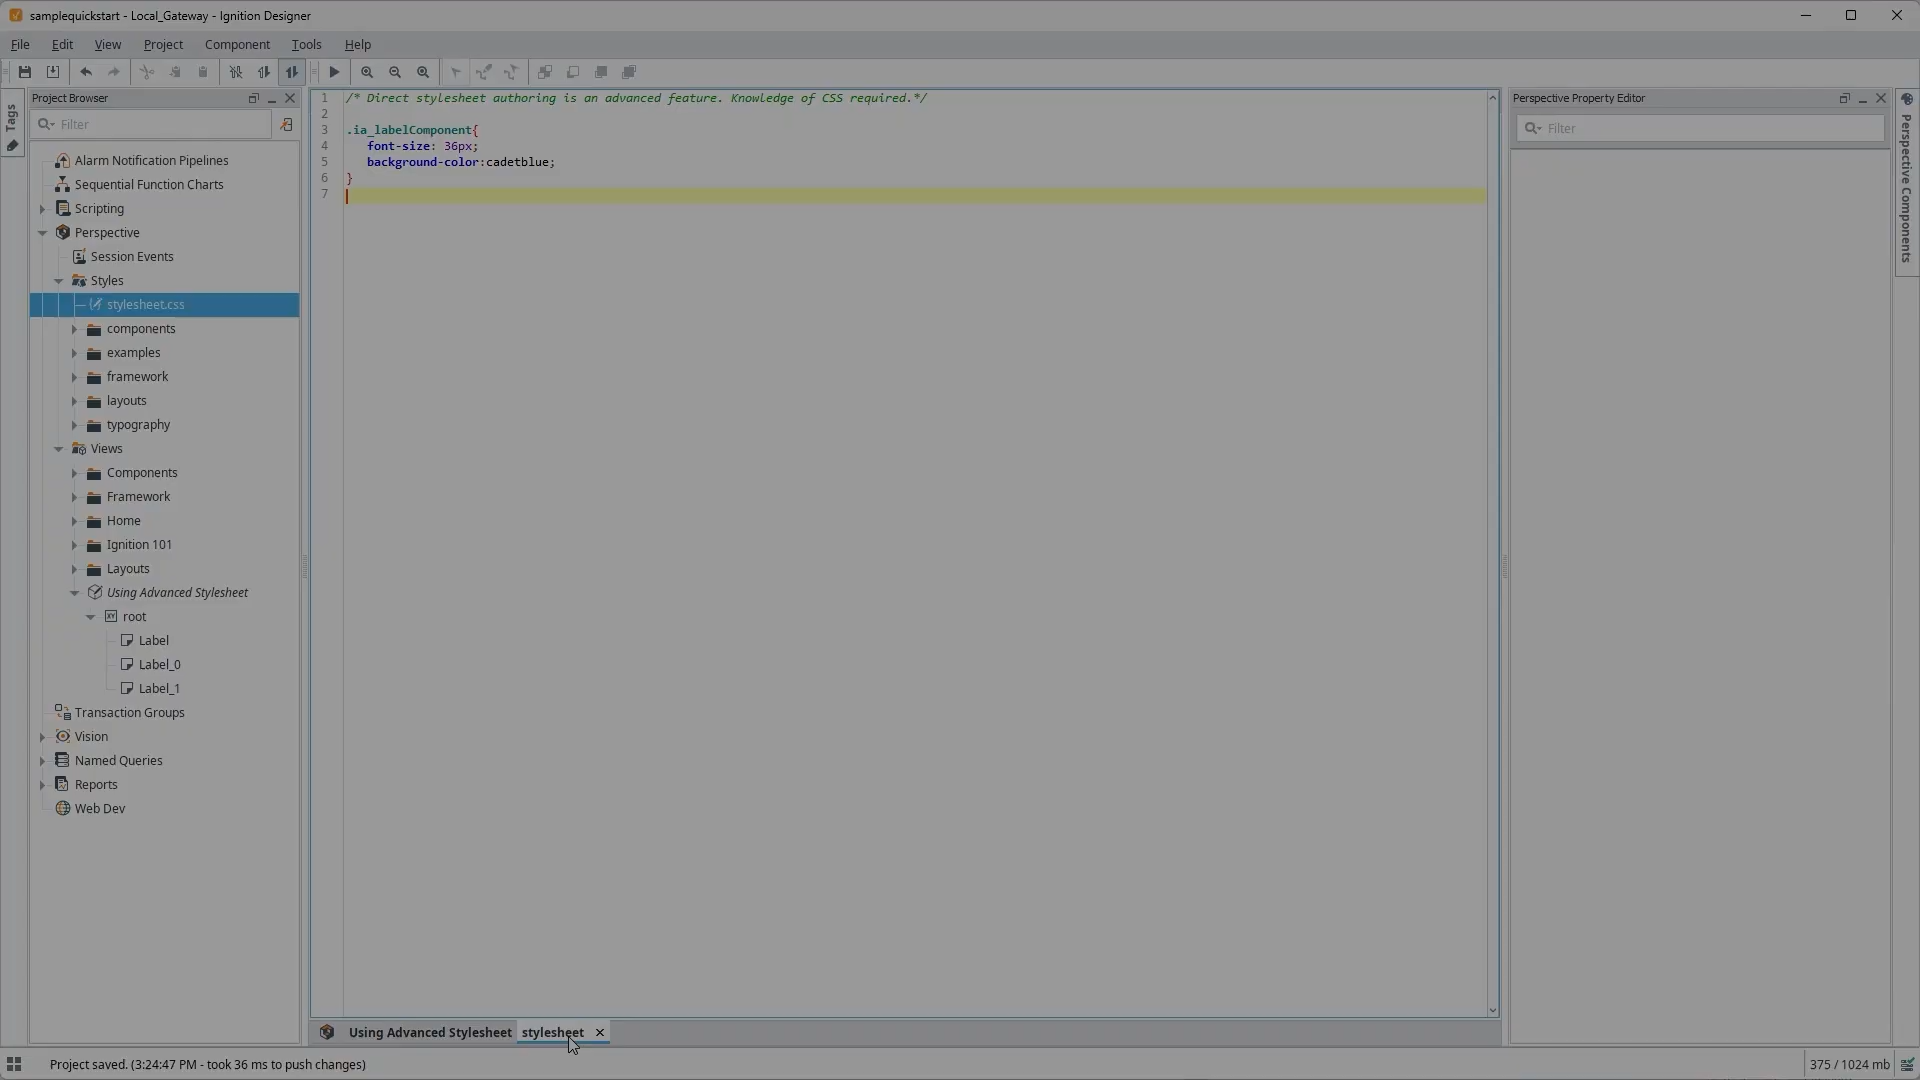 samplequickstart - Local_Gateway - Ignition Designer
File Edit View Project Component Tools Help
Tags
Project Browser
Filter
Alarm Notification Pipelines
Sequential Function Charts
Scripting
Perspective
Session Events
Styles
stylesheet.css
components
examples
framework
layouts
typography
Views
Components
Framework
Home
Ignition 101
Layouts
Using Advanced Stylesheet
root
Label
Label_0
Label_1
Transaction Groups
Vision
Named Queries
Reports
Web Dev
1 /* Direct stylesheet authoring is an advanced feature. Knowledge of CSS required.*/
2
3 .ia_labelComponent{
4 font-size: 36px;
5 background-color:cadetblue;
6 }
7
Using Advanced Stylesheet stylesheet
Perspective Property Editor
Filter
Perspective Components
Project saved. (3:24:47 PM - took 36 ms to push changes)
375 / 1024 mb